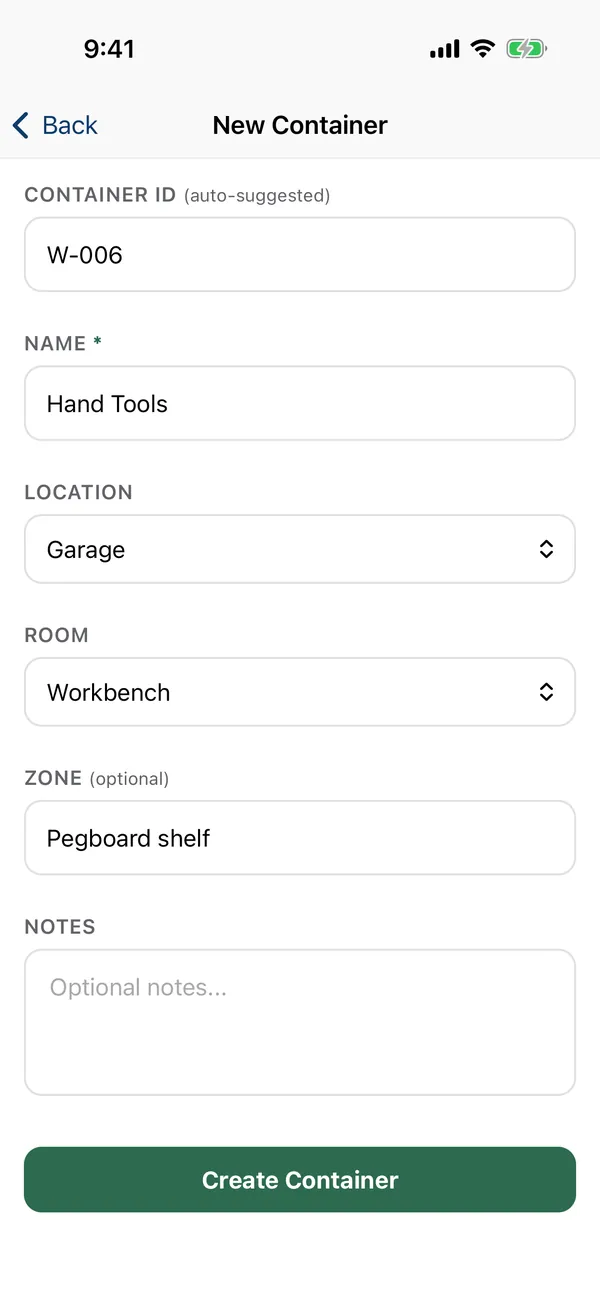 9:41
Back
New Container
CONTAINER ID (auto-suggested)
W-006
NAME *
Hand Tools
LOCATION
Garage
ROOM
Workbench
ZONE (optional)
Pegboard shelf
NOTES
Optional notes...
Create Container